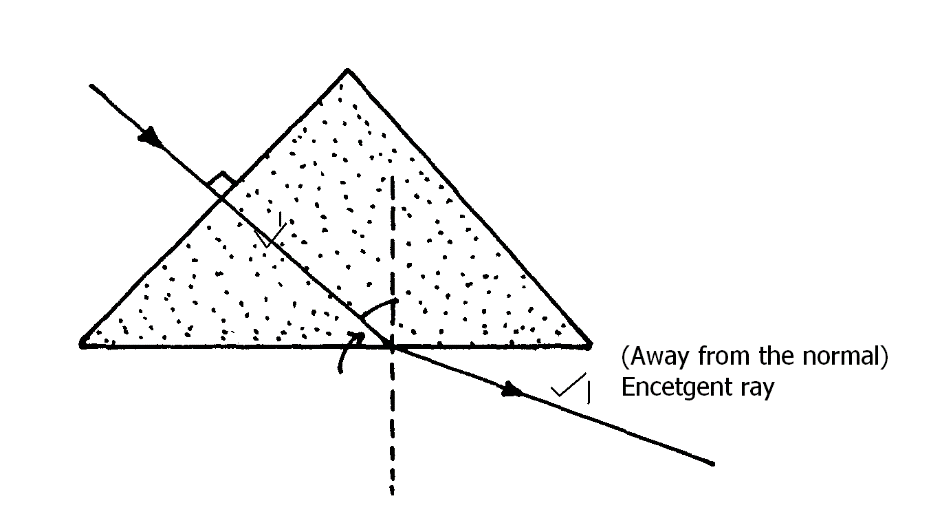 (Away from the normal)
Encetgent ray